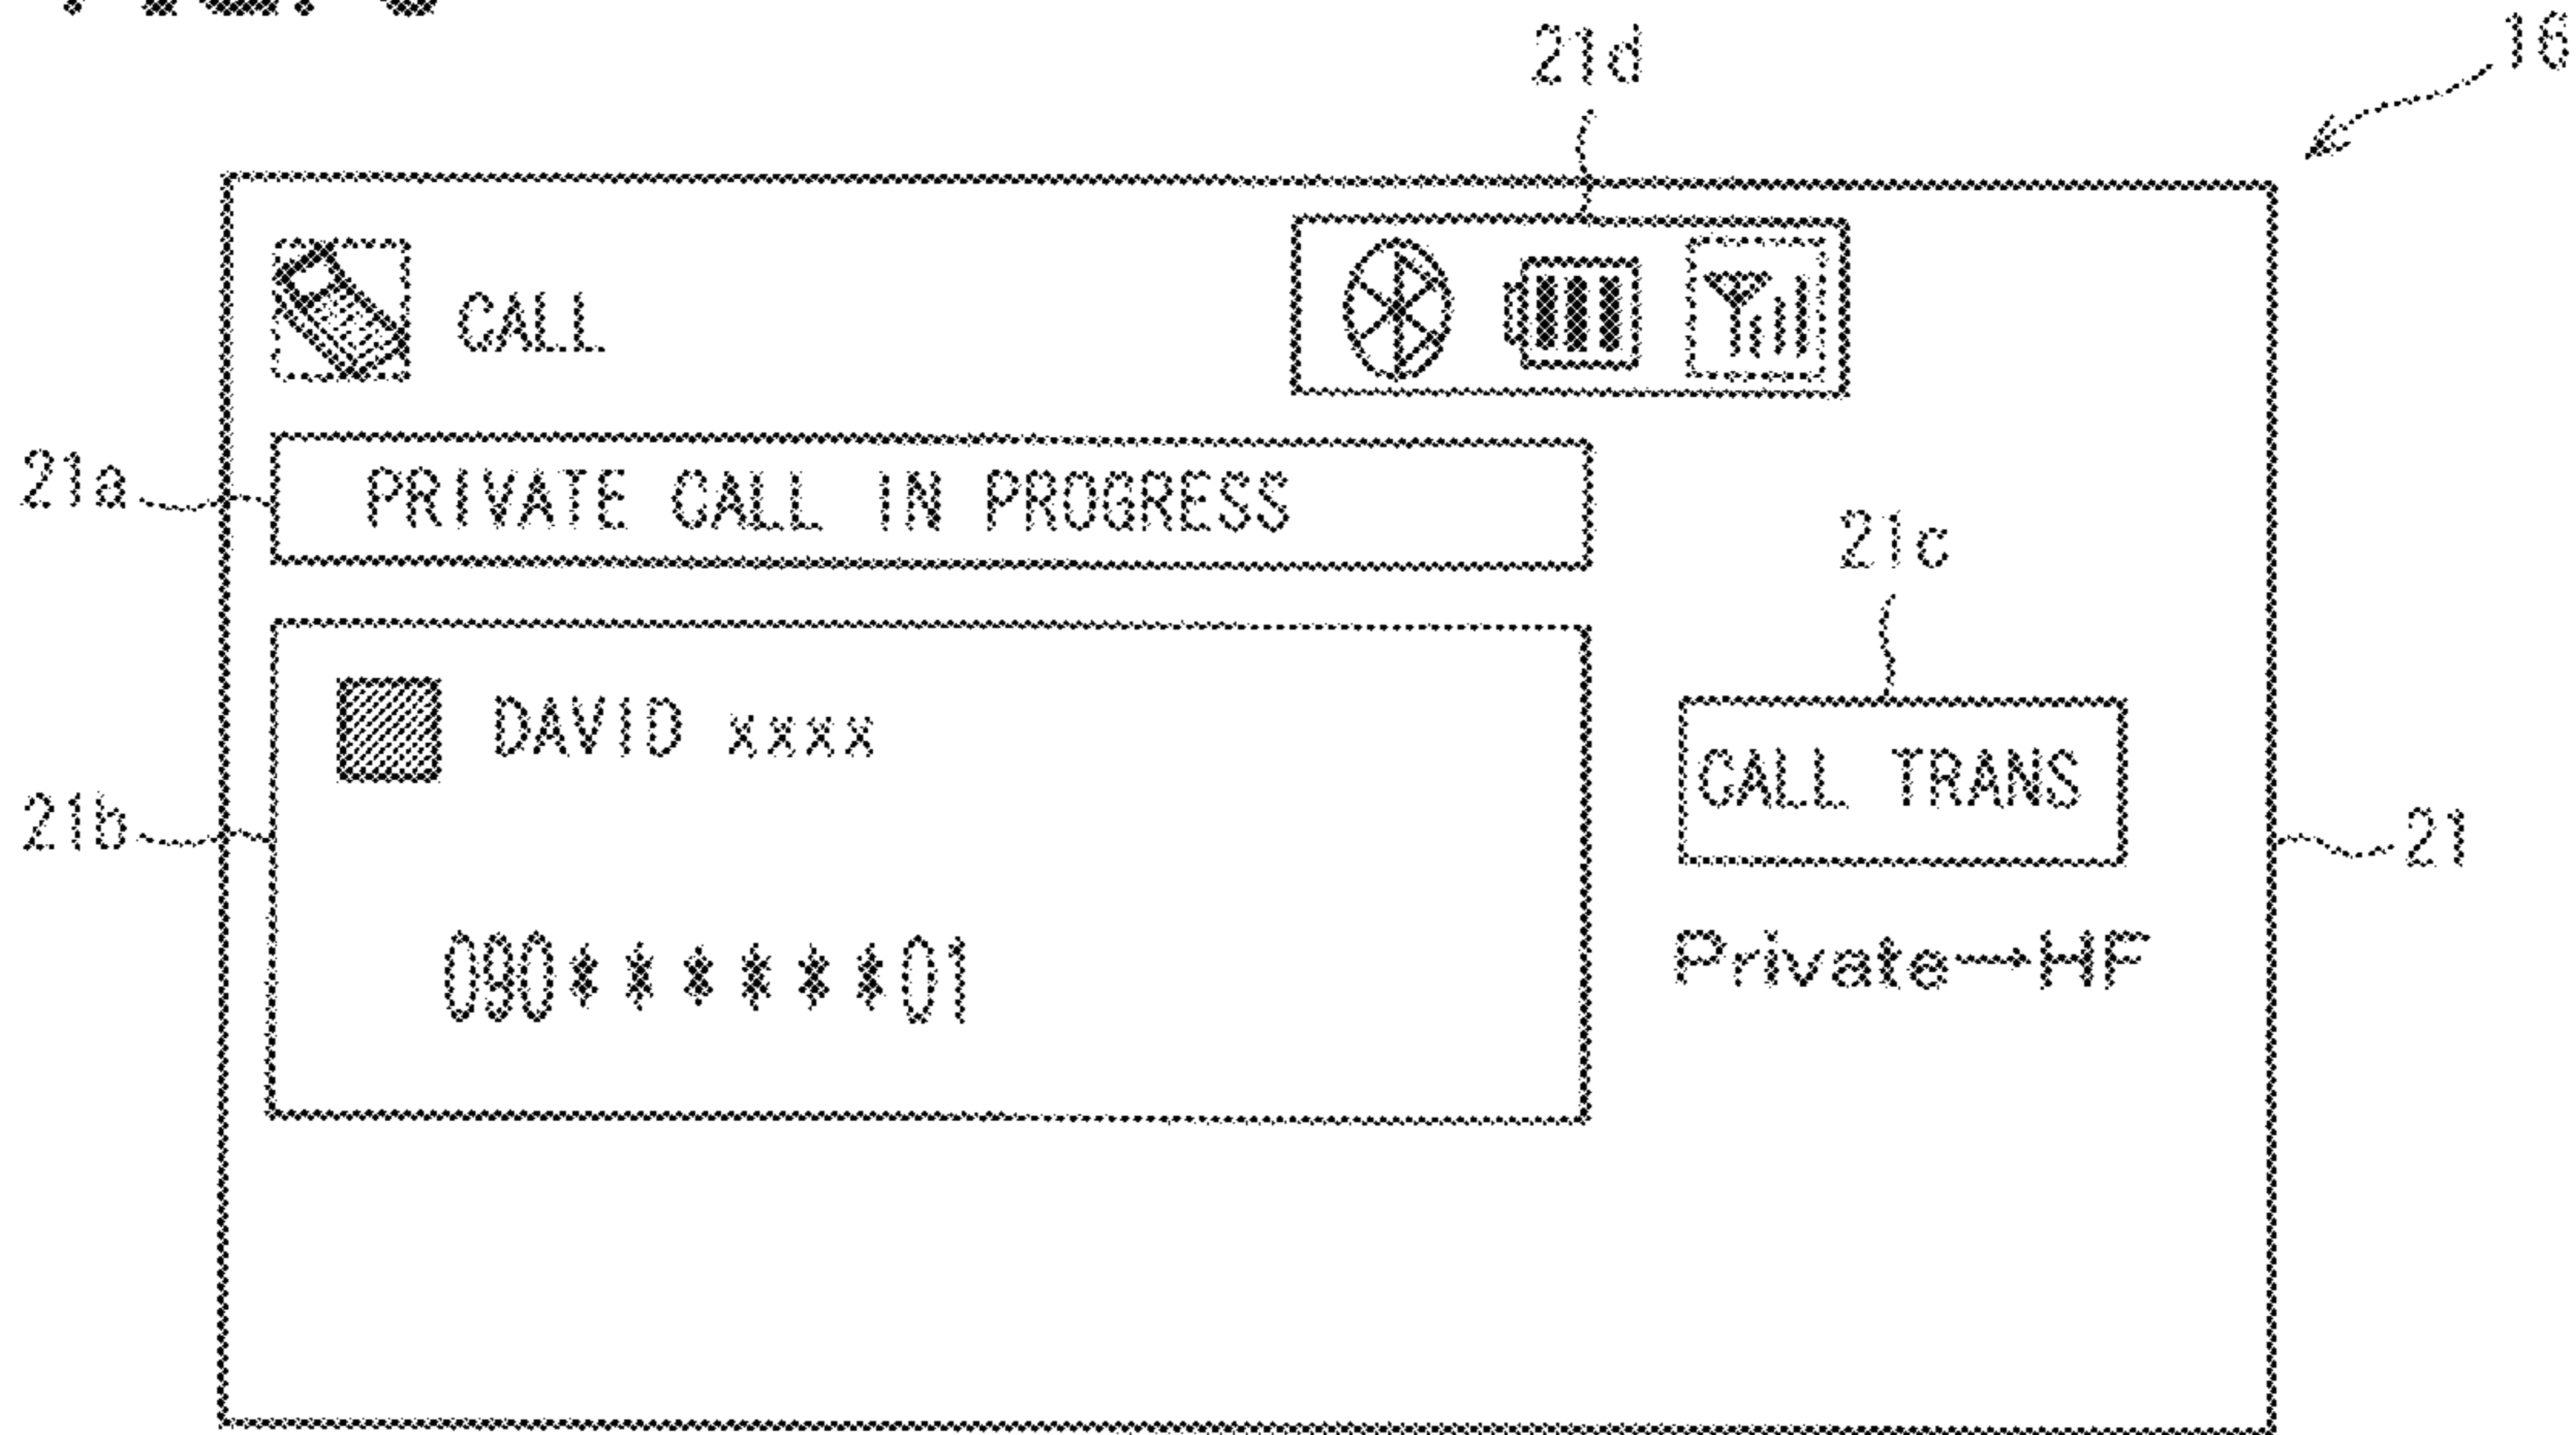 21d
16
CALL
21a
PRIVATE CALL IN PROGRESS
21c
DAVID xxxx
CALL TRANS
21b
21
090******01
Private→HF